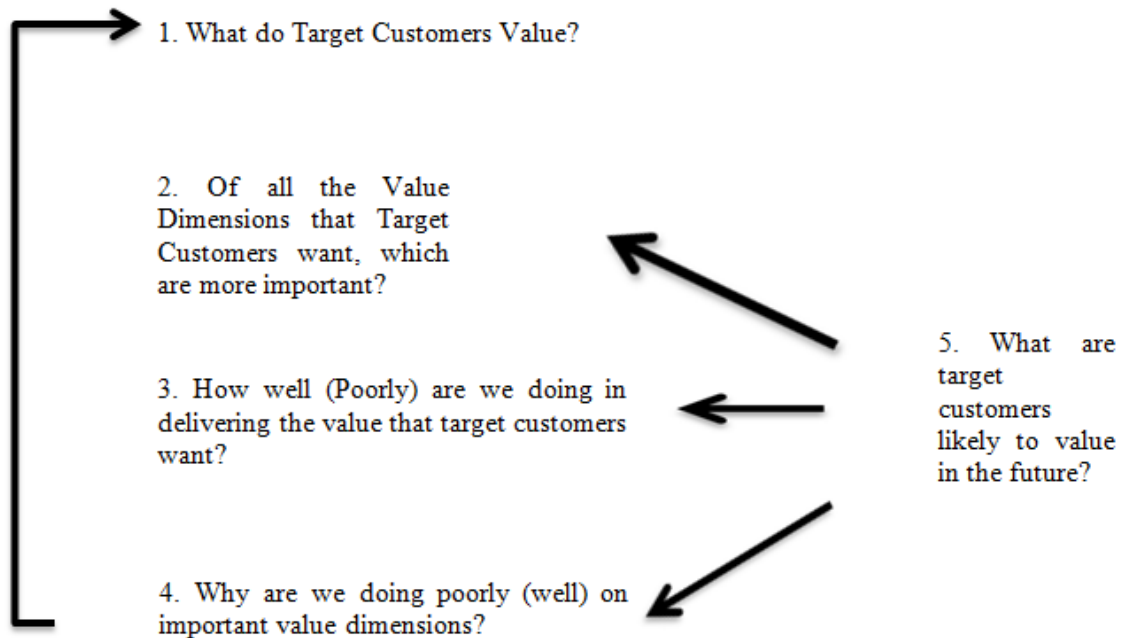 1. What do Target Customers Value?
2. Of all the Value
Dimensions that Target
Customers want, which
are more important?
3. How well (Poorly) are we doing in
delivering the value that target customers
want?
4. Why are we doing poorly (well) on
important value dimensions?
5. What are
target
customers
likely to value
in the future?